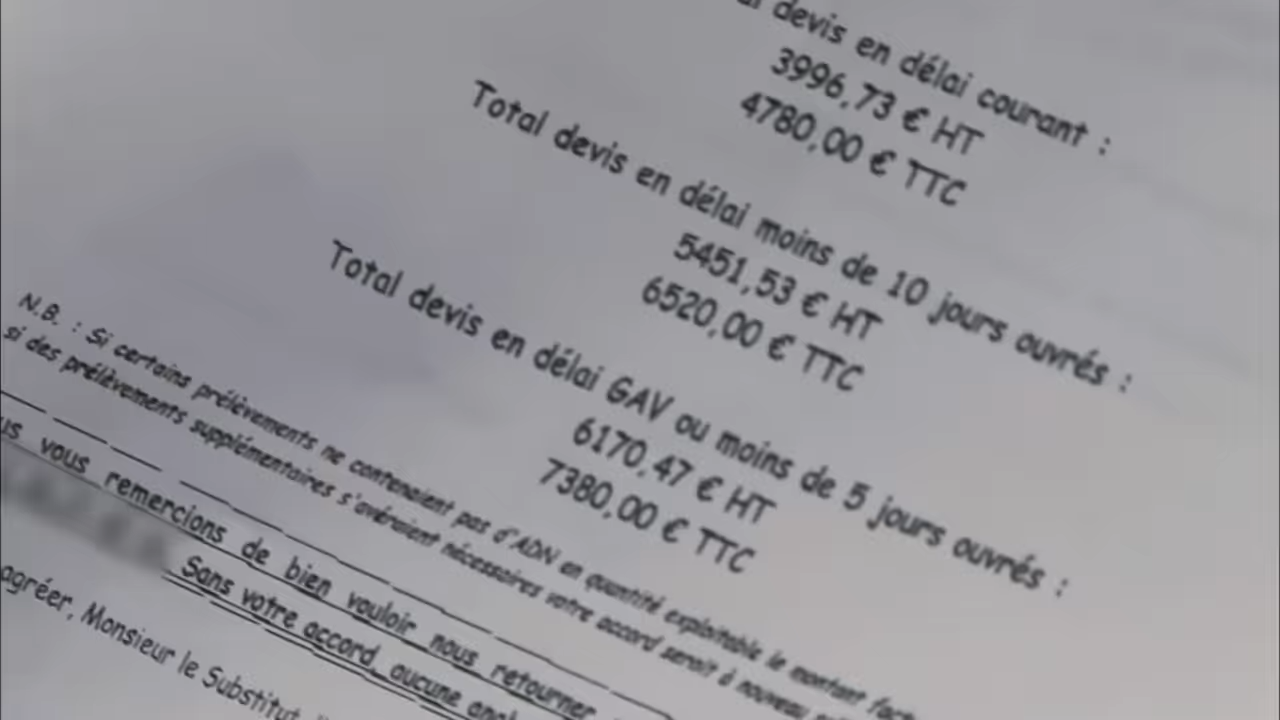 devis en délai courant :
3996,73 € HT
4780,00 € TTC
Total devis en délai moins de 10 jours ouvrés :
5451,53 € HT
6520,00 € TTC
Total devis en délai GAV ou moins de 5 jours ouvrés :
6170,47 € HT
7380,00 € TTC
N.B. : Si certains prélèvements ne contenaient pas d'ADN en quantité exploitable le montant
si des prélèvements supplémentaires s'avéraient nécessaires votre accord serait à nouveau
vous remercions de bien vouloir nous retourner
Sans votre accord, aucune
agréer, Monsieur le Substitut,